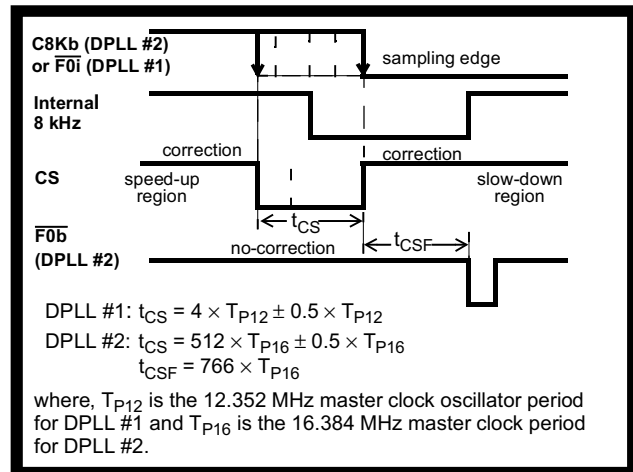 C8Kb (DPLL #2)
or F0i (DPLL #1)
sampling edge
Internal
8 kHz
correction
correction
CS
speed-up
region
slow-down
region
tCS
F0b
(DPLL #2)
no-correction
tCSF
DPLL #1: tCS = 4 × TP12 ± 0.5 × TP12
DPLL #2: tCS = 512 × TP16 ± 0.5 × TP16
tCSF = 766 × TP16
where, TP12 is the 12.352 MHz master clock oscillator period
for DPLL #1 and TP16 is the 16.384 MHz master clock period
for DPLL #2.